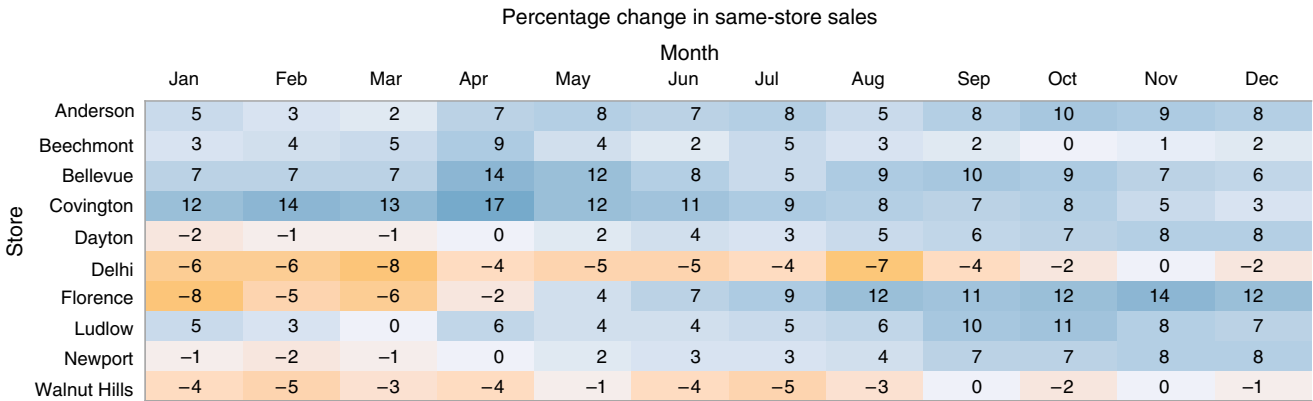 Percentage change in same-store sales
Month
Jan Feb Mar Apr May Jun Jul Aug Sep Oct Nov Dec
Store
Anderson 5 3 2 7 8 7 8 5 8 10 9 8
Beechmont 3 4 5 9 4 2 5 3 2 0 1 2
Bellevue 7 7 7 14 12 8 5 9 10 9 7 6
Covington 12 14 13 17 12 11 9 8 7 8 5 3
Dayton −2 −1 −1 0 2 4 3 5 6 7 8 8
Delhi −6 −6 −8 −4 −5 −5 −4 −7 −4 −2 0 −2
Florence −8 −5 −6 −2 4 7 9 12 11 12 14 12
Ludlow 5 3 0 6 4 4 5 6 10 11 8 7
Newport −1 −2 −1 0 2 3 3 4 7 7 8 8
Walnut Hills −4 −5 −3 −4 −1 −4 −5 −3 0 −2 0 −1